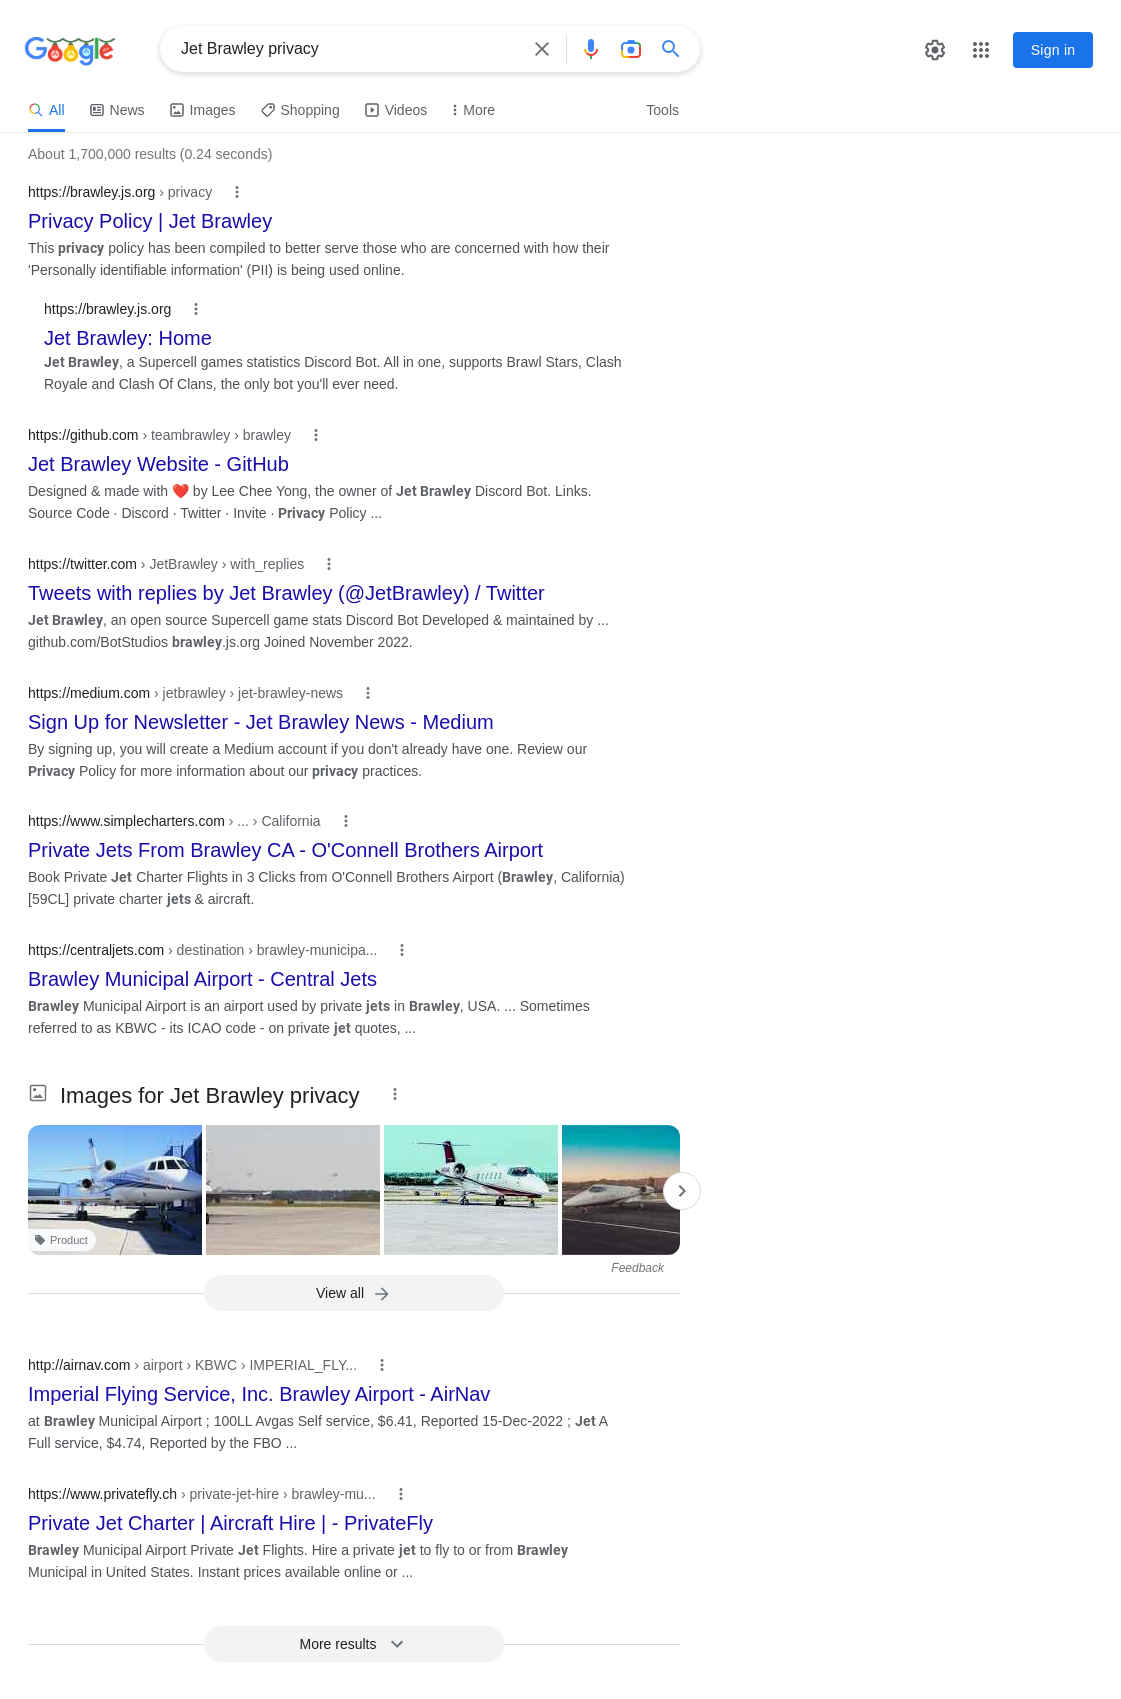 Google
Jet Brawley privacy
Sign in
All
News
Images
Shopping
Videos
More
Tools
About 1,700,000 results (0.24 seconds)
https://brawley.js.org › privacy
Privacy Policy | Jet Brawley
This privacy policy has been compiled to better serve those who are concerned with how their
'Personally identifiable information' (PII) is being used online.
https://brawley.js.org
Jet Brawley: Home
Jet Brawley, a Supercell games statistics Discord Bot. All in one, supports Brawl Stars, Clash
Royale and Clash Of Clans, the only bot you'll ever need.
https://github.com › teambrawley › brawley
Jet Brawley Website - GitHub
Designed & made with ❤️ by Lee Chee Yong, the owner of Jet Brawley Discord Bot. Links.
Source Code · Discord · Twitter · Invite · Privacy Policy ...
https://twitter.com › JetBrawley › with_replies
Tweets with replies by Jet Brawley (@JetBrawley) / Twitter
Jet Brawley, an open source Supercell game stats Discord Bot Developed & maintained by ...
github.com/BotStudios brawley.js.org Joined November 2022.
https://medium.com › jetbrawley › jet-brawley-news
Sign Up for Newsletter - Jet Brawley News - Medium
By signing up, you will create a Medium account if you don't already have one. Review our
Privacy Policy for more information about our privacy practices.
https://www.simplecharters.com › ... › California
Private Jets From Brawley CA - O'Connell Brothers Airport
Book Private Jet Charter Flights in 3 Clicks from O'Connell Brothers Airport (Brawley, California)
[59CL] private charter jets & aircraft.
https://centraljets.com › destination › brawley-municipa...
Brawley Municipal Airport - Central Jets
Brawley Municipal Airport is an airport used by private jets in Brawley, USA. ... Sometimes
referred to as KBWC - its ICAO code - on private jet quotes, ...
Images for Jet Brawley privacy
Product
Feedback
View all
http://airnav.com › airport › KBWC › IMPERIAL_FLY...
Imperial Flying Service, Inc. Brawley Airport - AirNav
at Brawley Municipal Airport ; 100LL Avgas Self service, $6.41, Reported 15-Dec-2022 ; Jet A
Full service, $4.74, Reported by the FBO ...
https://www.privatefly.ch › private-jet-hire › brawley-mu...
Private Jet Charter | Aircraft Hire | - PrivateFly
Brawley Municipal Airport Private Jet Flights. Hire a private jet to fly to or from Brawley
Municipal in United States. Instant prices available online or ...
More results